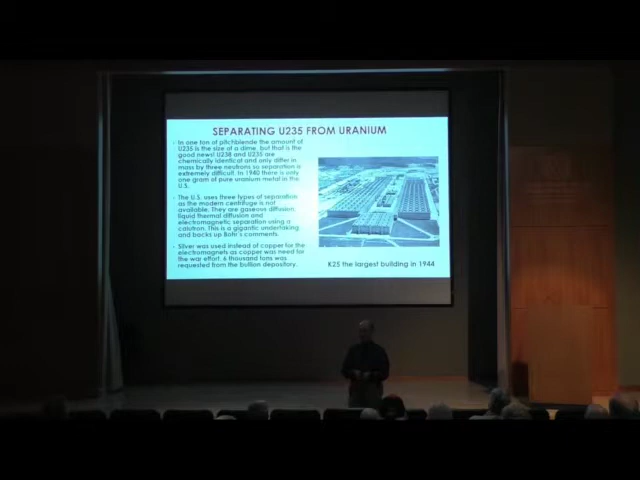 SEPARATING U235 FROM URANIUM
In one ton of pitchblende the amount of
U235 is the size of a dime, but that is the
good news! U238 and U235 are
chemically identical and only differ in
mass by three neutrons so separation is
extremely difficult. In 1940 there is only
one gram of pure uranium metal in the
U.S.
The U.S. uses three types of separation
as the modern centrifuge is not
available. They are gaseous diffusion,
liquid thermal diffusion and
electromagnetic separation using a
calutron. This is a gigantic undertaking
and backs up Bohr's comments.
Silver was used instead of copper for the
electromagnets as copper was need for
the war effort. 6 thousand tons was
requested from the bullion depository.
K25 the largest building in 1944